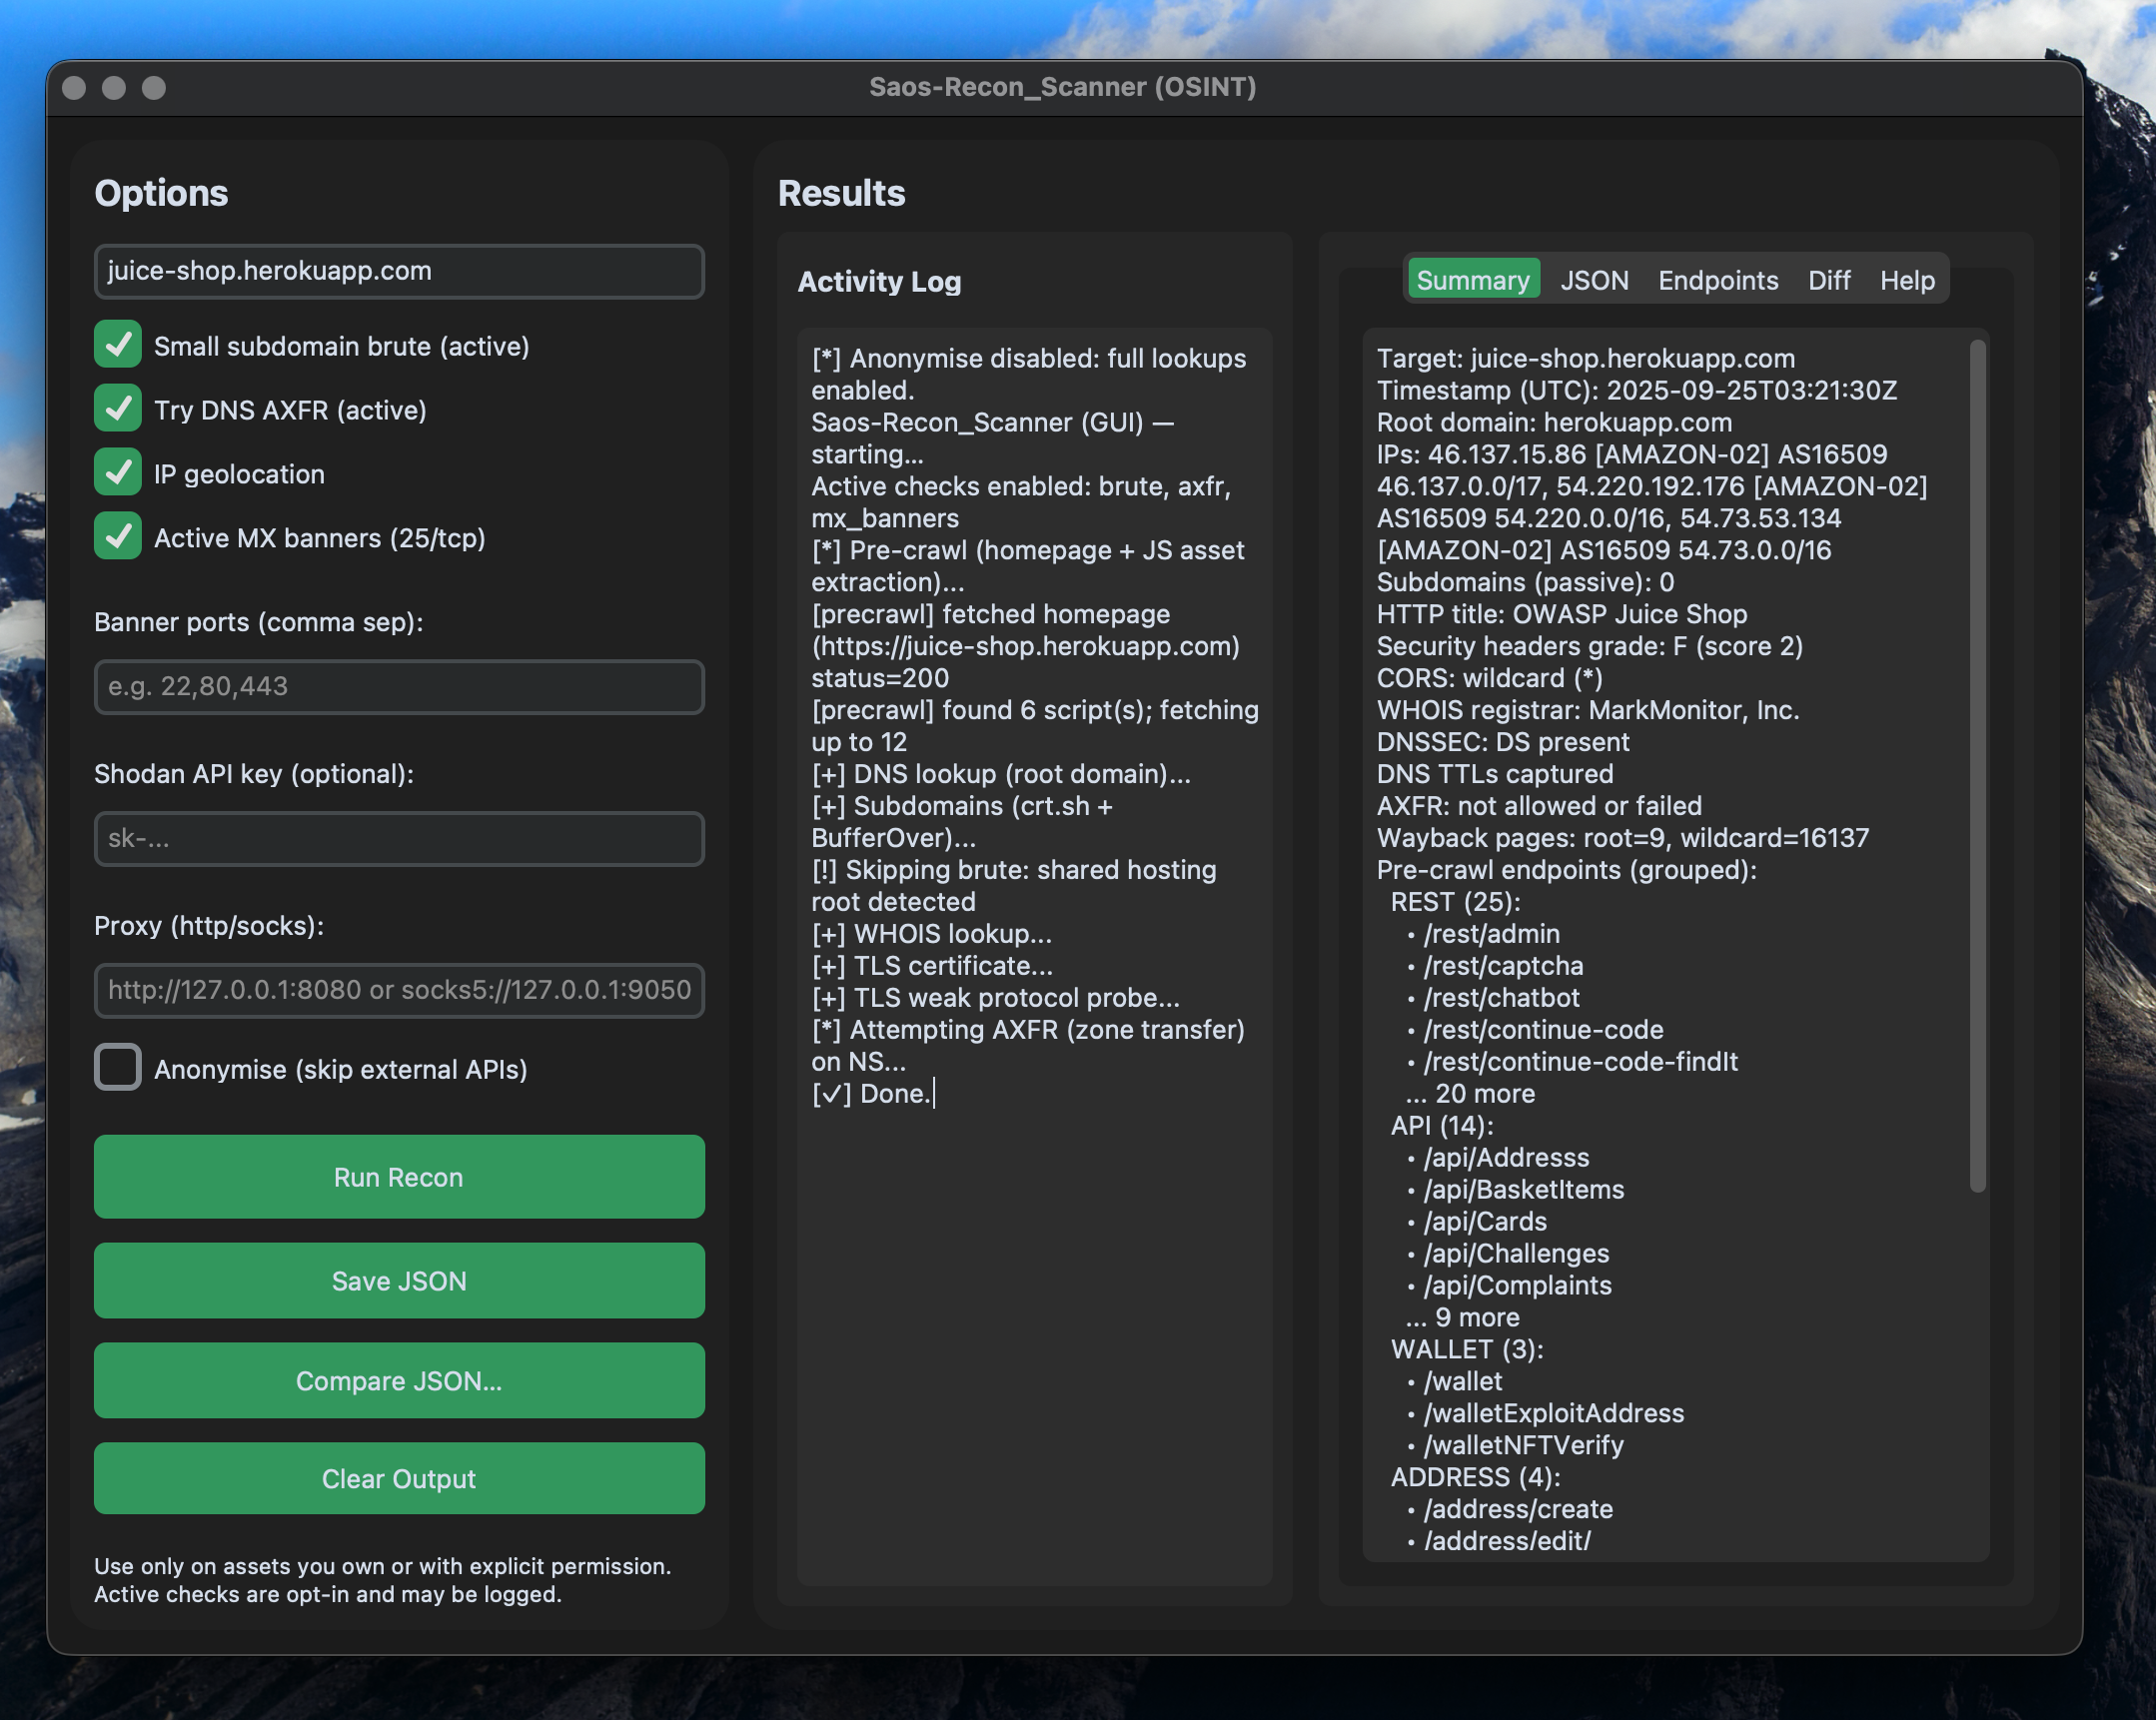 Saos-Recon_Scanner (OSINT)
Options
juice-shop.herokuapp.com
Small subdomain brute (active)
Try DNS AXFR (active)
IP geolocation
Active MX banners (25/tcp)
Banner ports (comma sep):
e.g. 22,80,443
Shodan API key (optional):
sk-...
Proxy (http/socks):
http://127.0.0.1:8080 or socks5://127.0.0.1:9050
Anonymise (skip external APIs)
Run Recon
Save JSON
Compare JSON...
Clear Output
Use only on assets you own or with explicit permission.
Active checks are opt-in and may be logged.
Results
Activity Log
[*] Anonymise disabled: full lookups
enabled.
Saos-Recon_Scanner (GUI) —
starting...
Active checks enabled: brute, axfr,
mx_banners
[*] Pre-crawl (homepage + JS asset
extraction)...
[precrawl] fetched homepage
(https://juice-shop.herokuapp.com)
status=200
[precrawl] found 6 script(s); fetching
up to 12
[+] DNS lookup (root domain)...
[+] Subdomains (crt.sh +
BufferOver)...
[!] Skipping brute: shared hosting
root detected
[+] WHOIS lookup...
[+] TLS certificate...
[+] TLS weak protocol probe...
[*] Attempting AXFR (zone transfer)
on NS...
[✓] Done.
Summary JSON Endpoints Diff Help
Target: juice-shop.herokuapp.com
Timestamp (UTC): 2025-09-25T03:21:30Z
Root domain: herokuapp.com
IPs: 46.137.15.86 [AMAZON-02] AS16509
46.137.0.0/17, 54.220.192.176 [AMAZON-02]
AS16509 54.220.0.0/16, 54.73.53.134
[AMAZON-02] AS16509 54.73.0.0/16
Subdomains (passive): 0
HTTP title: OWASP Juice Shop
Security headers grade: F (score 2)
CORS: wildcard (*)
WHOIS registrar: MarkMonitor, Inc.
DNSSEC: DS present
DNS TTLs captured
AXFR: not allowed or failed
Wayback pages: root=9, wildcard=16137
Pre-crawl endpoints (grouped):
REST (25):
• /rest/admin
• /rest/captcha
• /rest/chatbot
• /rest/continue-code
• /rest/continue-code-findIt
... 20 more
API (14):
• /api/Addresss
• /api/BasketItems
• /api/Cards
• /api/Challenges
• /api/Complaints
... 9 more
WALLET (3):
• /wallet
• /walletExploitAddress
• /walletNFTVerify
ADDRESS (4):
• /address/create
• /address/edit/